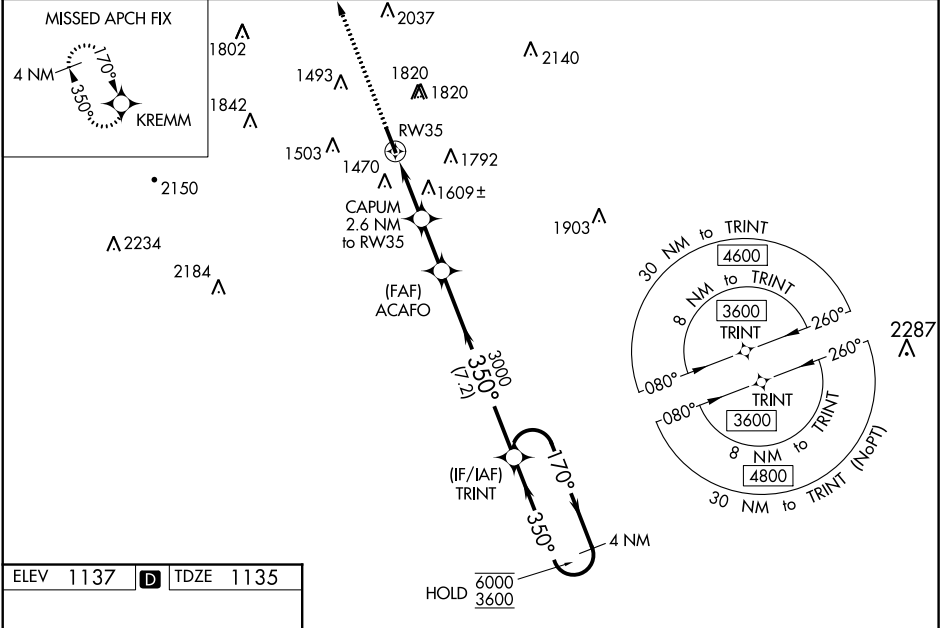 MISSED APCH FIX
4 NM
170°
350°
KREMM
1802
1842
2037
2140
1493
1820
1820
RW35
1503
1470
1792
1609±
2150
CAPUM
2.6 NM
to RW35
1903
2234
2184
(FAF)
ACAFO
30 NM to TRINT
4600
8 NM to TRINT
3600
TRINT
260°
080°
2287
260°
080°
TRINT
3600
8 NM to TRINT
4800
30 NM to TRINT (NoPT)
3000
350°
(7.2)
(IF/IAF)
TRINT
170°
350°
4 NM
HOLD
6000
3600
ELEV 1137 D TDZE 1135